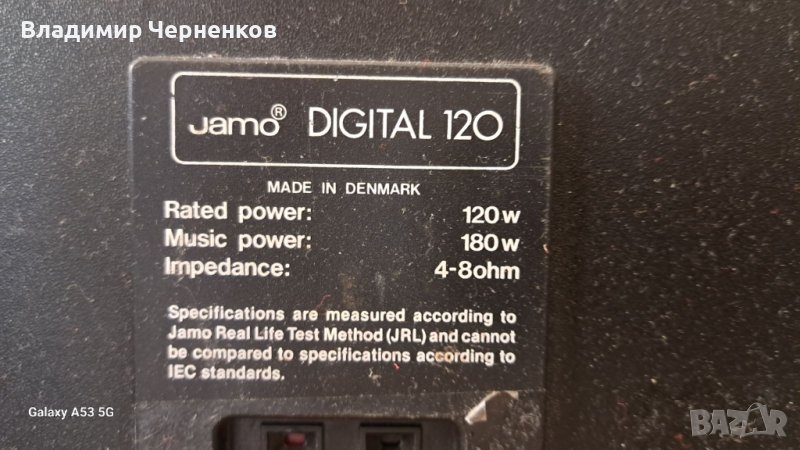 Владимир Черненков
Jamo® DIGITAL 120
MADE IN DENMARK
Rated power: 120w
Music power: 180w
Impedance: 4-8ohm
Specifications are measured according to
Jamo Real Life Test Method (JRL) and cannot
be compared to specifications according to
IEC standards.
Galaxy A53 5G
BAZAR